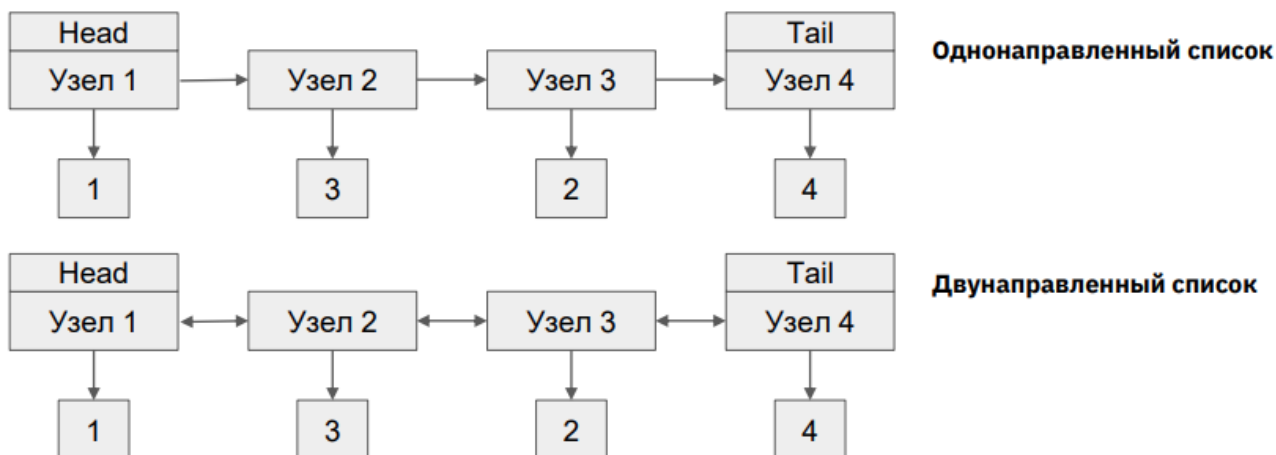 Head
Tail
Однонаправленный список
Узел 1
Узел 2
Узел 3
Узел 4
1
3
2
4
Head
Tail
Двунаправленный список
Узел 1
Узел 2
Узел 3
Узел 4
1
3
2
4